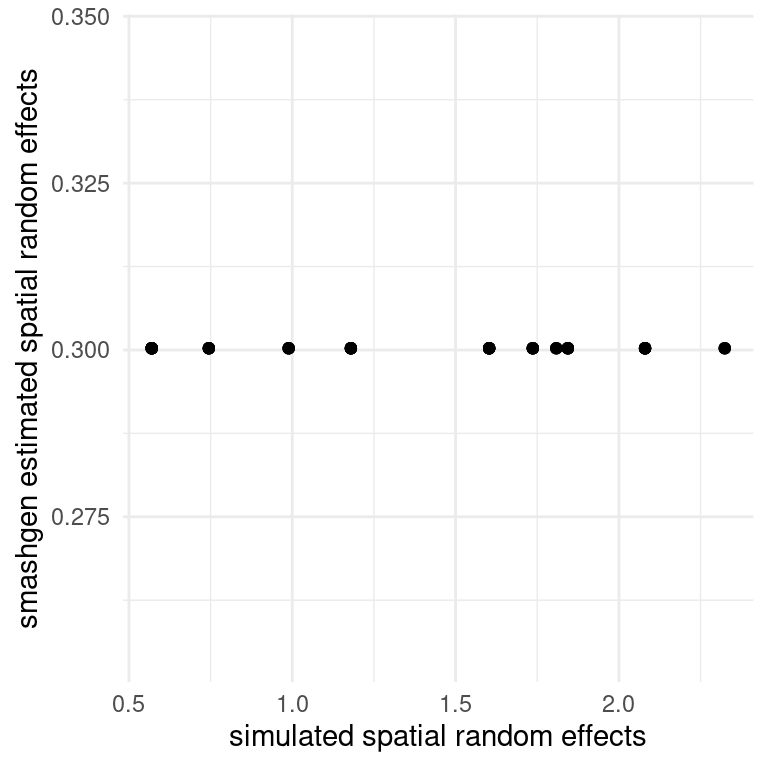 0.350
0.325
0.300
0.275
smashgen estimated spatial random effects
0.5 1.0 1.5 2.0
simulated spatial random effects